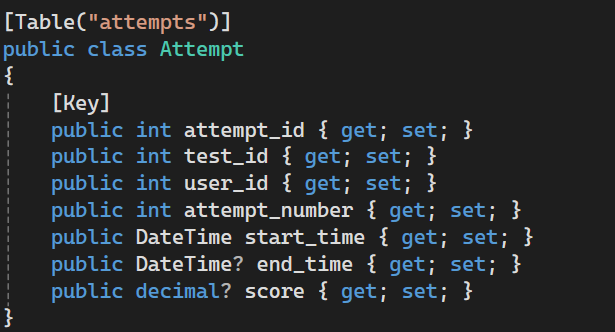 [Table("attempts")]
public class Attempt
{
    [Key]
    public int attempt_id { get; set; }
    public int test_id { get; set; }
    public int user_id { get; set; }
    public int attempt_number { get; set; }
    public DateTime start_time { get; set; }
    public DateTime? end_time { get; set; }
    public decimal? score { get; set; }
}